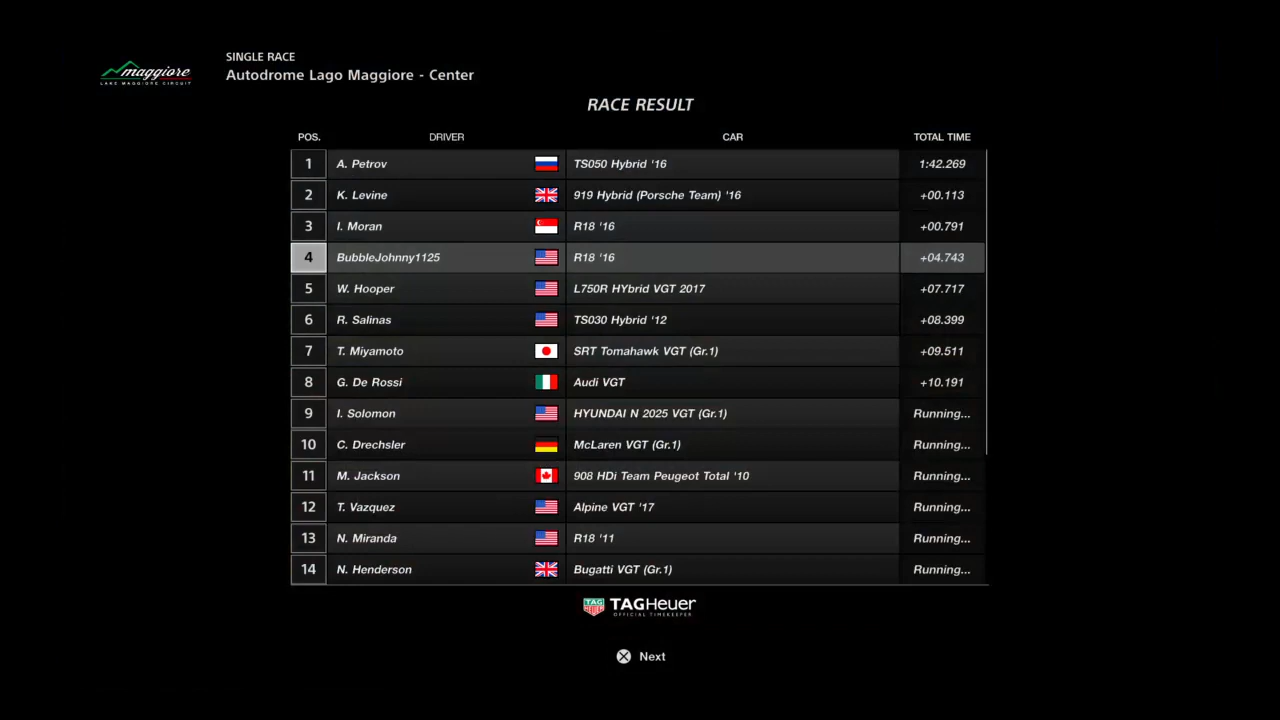 maggiore
LAKE MAGGIORE CIRCUIT
SINGLE RACE
Autodrome Lago Maggiore - Center
RACE RESULT
POS. DRIVER CAR TOTAL TIME
1 A. Petrov TS050 Hybrid '16 1:42.269
2 K. Levine 919 Hybrid (Porsche Team) '16 +00.113
3 I. Moran R18 '16 +00.791
4 BubbleJohnny1125 R18 '16 +04.743
5 W. Hooper L750R HYbrid VGT 2017 +07.717
6 R. Salinas TS030 Hybrid '12 +08.399
7 T. Miyamoto SRT Tomahawk VGT (Gr.1) +09.511
8 G. De Rossi Audi VGT +10.191
9 I. Solomon HYUNDAI N 2025 VGT (Gr.1) Running...
10 C. Drechsler McLaren VGT (Gr.1) Running...
11 M. Jackson 908 HDi Team Peugeot Total '10 Running...
12 T. Vazquez Alpine VGT '17 Running...
13 N. Miranda R18 '11 Running...
14 N. Henderson Bugatti VGT (Gr.1) Running...
TAG HEUER TAGHeuer
OFFICIAL TIMEKEEPER
Next